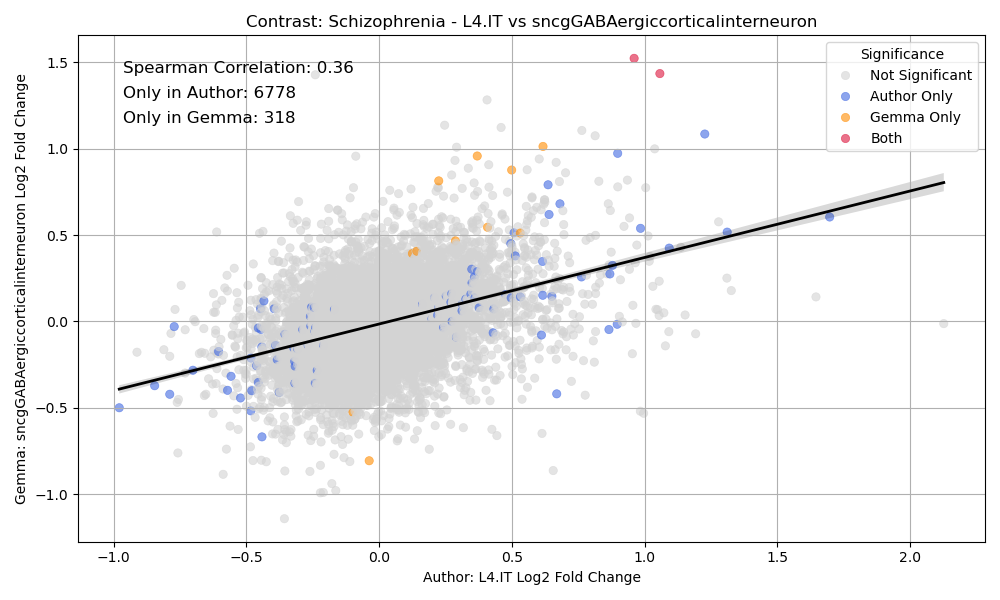 Contrast: Schizophrenia - L4.IT vs sncgGABAergiccorticalinterneuron
Spearman Correlation: 0.36
Only in Author: 6778
Only in Gemma: 318
Significance
Not Significant
Author Only
Gemma Only
Both
Gemma: sncgGABAergiccorticalinterneuron Log2 Fold Change
1.5
1.0
0.5
0.0
−0.5
−1.0
−1.0 −0.5 0.0 0.5 1.0 1.5 2.0
Author: L4.IT Log2 Fold Change